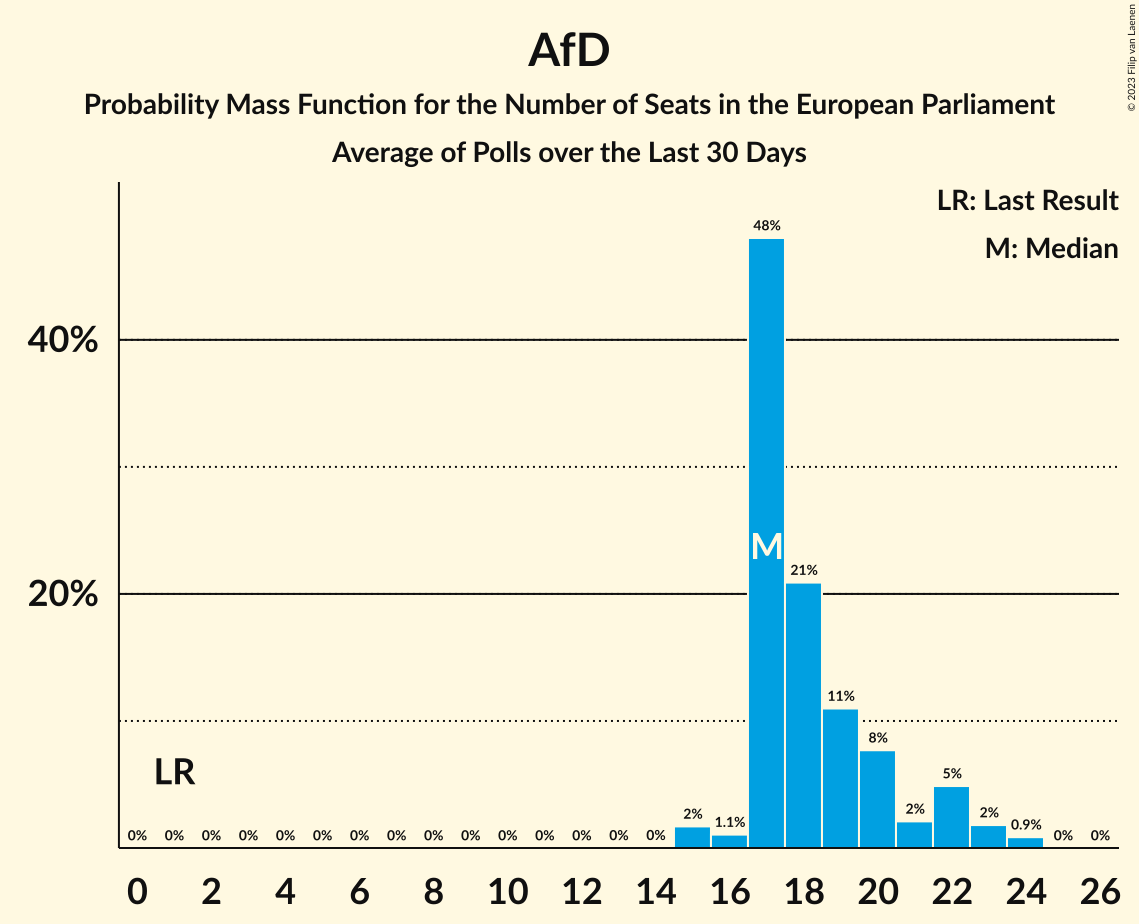 AfD
Probability Mass Function for the Number of Seats in the European Parliament
Average of Polls over the Last 30 Days
© 2023 Filip van Laenen
LR: Last Result
M: Median
48%
40%
M
21%
20%
11%
8%
LR
5%
0% 0% 0% 0% 0% 0% 0% 0% 0% 0% 0% 0% 0% 0% 0% 2% 1.1% 2% 2% 0.9% 0% 0%
0 2 4 6 8 10 12 14 16 18 20 22 24 26